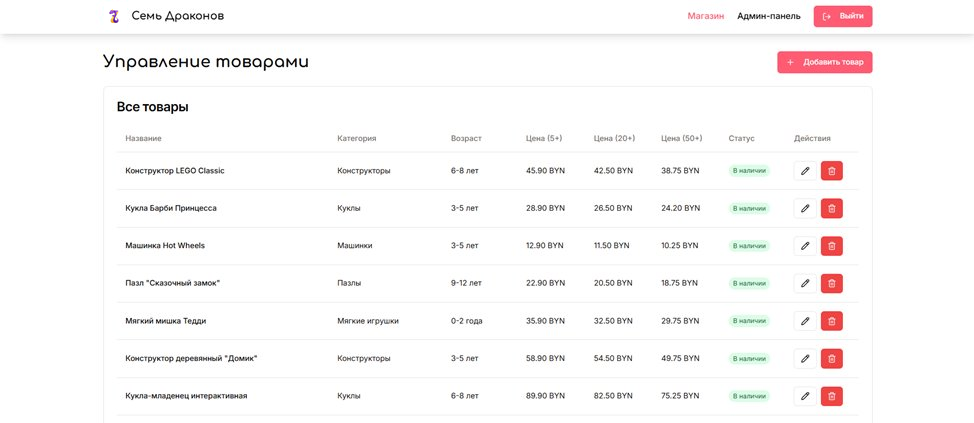 Семь Драконов Магазин Админ-панель Выйти
Управление товарами + Добавить товар
Все товары
Название Категория Возраст Цена (5+) Цена (20+) Цена (50+) Статус Действия
Конструктор LEGO Classic Конструкторы 6-8 лет 45.90 BYN 42.50 BYN 38.75 BYN В наличии
Кукла Барби Принцесса Куклы 3-5 лет 28.90 BYN 26.50 BYN 24.20 BYN В наличии
Машинка Hot Wheels Машинки 3-5 лет 12.90 BYN 11.50 BYN 10.25 BYN В наличии
Пазл "Сказочный замок" Пазлы 9-12 лет 22.90 BYN 20.50 BYN 18.75 BYN В наличии
Мягкий мишка Тедди Мягкие игрушки 0-2 года 35.90 BYN 32.50 BYN 29.75 BYN В наличии
Конструктор деревянный "Домик" Конструкторы 3-5 лет 58.90 BYN 54.50 BYN 49.75 BYN В наличии
Кукла-младенец интерактивная Куклы 6-8 лет 89.90 BYN 82.50 BYN 75.25 BYN В наличии